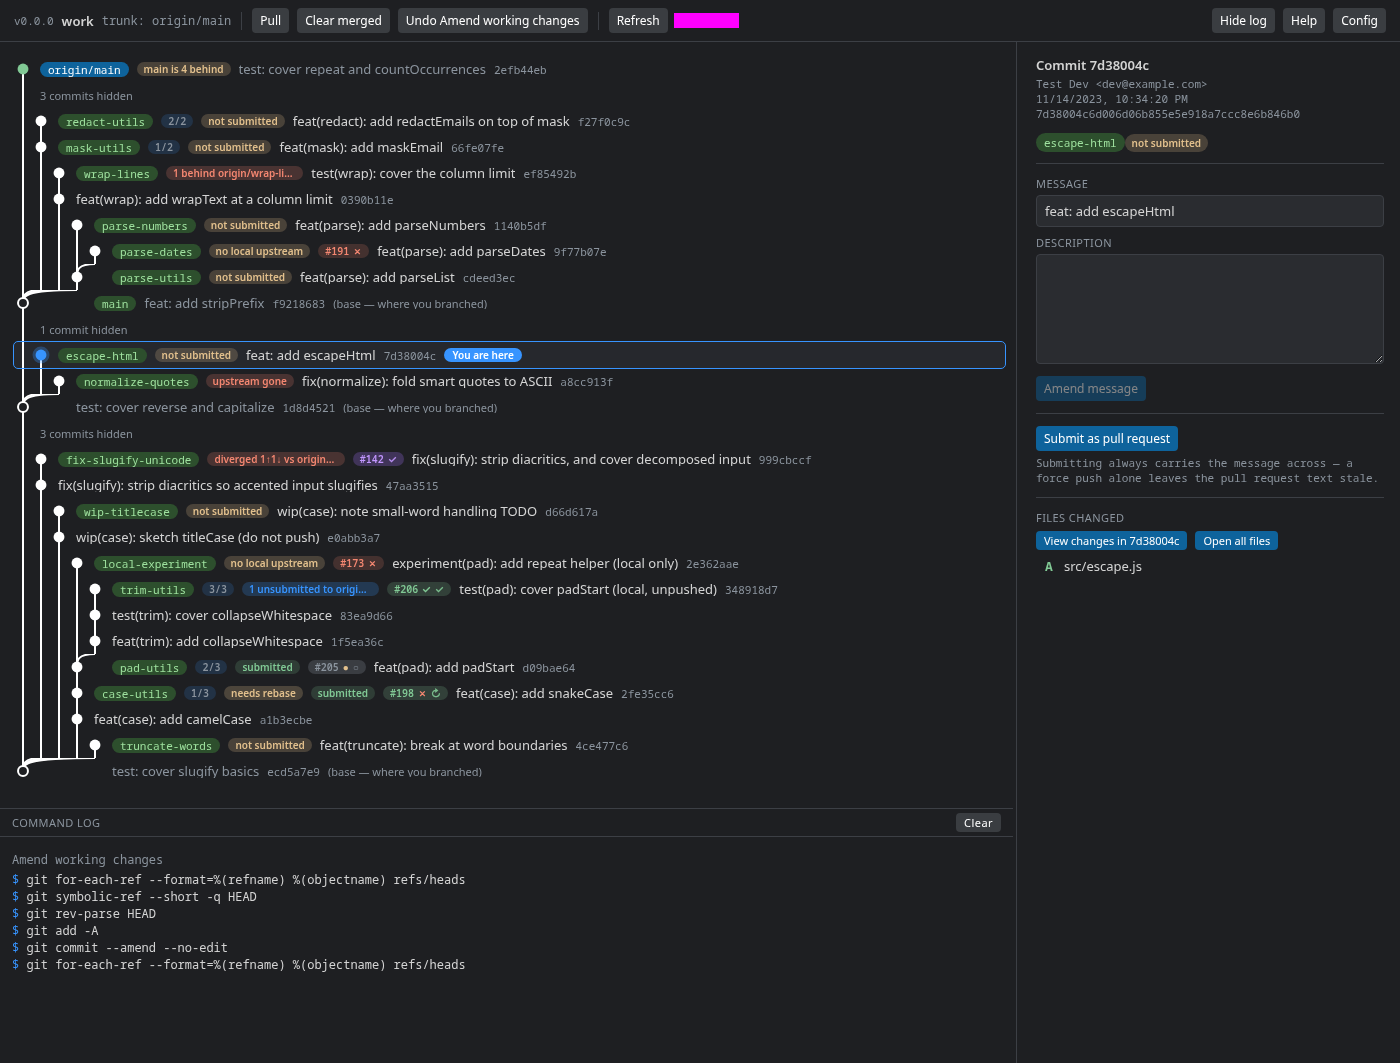 v0.0.0 work trunk: origin/main Pull Clear merged Undo Amend working changes Refresh Hide log Help Config
origin/main main is 4 behind test: cover repeat and countOccurrences 2efb44eb
3 commits hidden
redact-utils 2/2 not submitted feat(redact): add redactEmails on top of mask f27f0c9c
mask-utils 1/2 not submitted feat(mask): add maskEmail 66fe07fe
wrap-lines 1 behind origin/wrap-li... test(wrap): cover the column limit ef85492b
feat(wrap): add wrapText at a column limit 0390b11e
parse-numbers not submitted feat(parse): add parseNumbers 1140b5df
parse-dates no local upstream #191 × feat(parse): add parseDates 9f77b07e
parse-utils not submitted feat(parse): add parseList cdeed3ec
main feat: add stripPrefix f9218683 (base — where you branched)
1 commit hidden
escape-html not submitted feat: add escapeHtml 7d38004c You are here
normalize-quotes upstream gone fix(normalize): fold smart quotes to ASCII a8cc913f
test: cover reverse and capitalize 1d8d4521 (base — where you branched)
3 commits hidden
fix-slugify-unicode diverged 1↑1↓ vs origin... #142 ✓ fix(slugify): strip diacritics, and cover decomposed input 999cbccf
fix(slugify): strip diacritics so accented input slugifies 47aa3515
wip-titlecase not submitted wip(case): note small-word handling TODO d66d617a
wip(case): sketch titleCase (do not push) e0abb3a7
local-experiment no local upstream #173 × experiment(pad): add repeat helper (local only) 2e362aae
trim-utils 3/3 1 unsubmitted to origi... #206 ✓ ✓ test(pad): cover padStart (local, unpushed) 348918d7
test(trim): cover collapseWhitespace 83ea9d66
feat(trim): add collapseWhitespace 1f5ea36c
pad-utils 2/3 submitted #205 ● ○ feat(pad): add padStart d09bae64
case-utils 1/3 needs rebase submitted #198 × ↻ feat(case): add snakeCase 2fe35cc6
feat(case): add camelCase a1b3ecbe
truncate-words not submitted feat(truncate): break at word boundaries 4ce477c6
test: cover slugify basics ecd5a7e9 (base — where you branched)
COMMAND LOG Clear
Amend working changes
$ git for-each-ref --format=%(refname) %(objectname) refs/heads
$ git symbolic-ref --short -q HEAD
$ git rev-parse HEAD
$ git add -A
$ git commit --amend --no-edit
$ git for-each-ref --format=%(refname) %(objectname) refs/heads
Commit 7d38004c
Test Dev <dev@example.com>
11/14/2023, 10:34:20 PM
7d38004c6d006d06b855e5e918a7ccc8e6b846b0
escape-html not submitted
MESSAGE
feat: add escapeHtml
DESCRIPTION
Amend message
Submit as pull request
Submitting always carries the message across — a
force push alone leaves the pull request text stale.
FILES CHANGED
View changes in 7d38004c Open all files
A src/escape.js